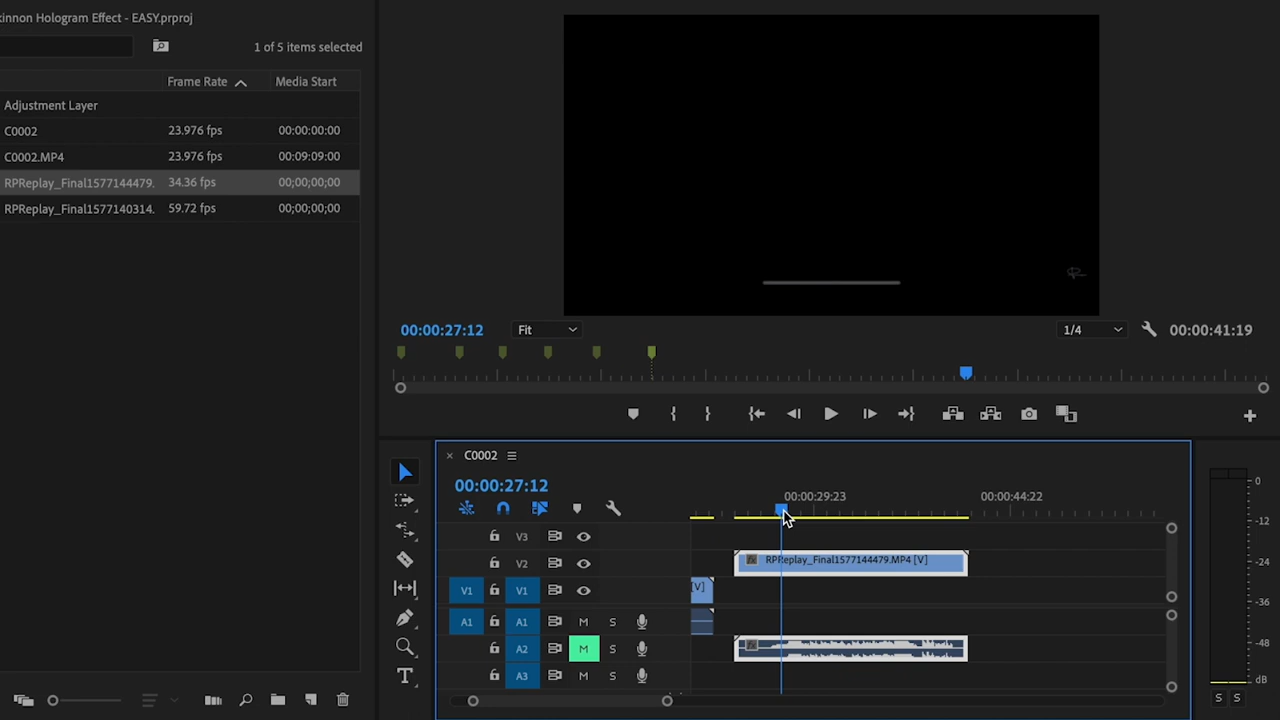 kinnon Hologram Effect - EASY.prproj
1 of 5 items selected
Frame Rate Media Start
Adjustment Layer
C0002 23.976 fps 00:00:00:00
C0002.MP4 23.976 fps 00:09:09:00
RPReplay_Final1577144479. 34.36 fps 00;00;00;00
RPReplay_Final1577140314. 59.72 fps 00;00;00;00
00:00:27:12 Fit 1/4 00:00:41:19
× C0002
00:00:27:12
00:00:29:23 00:00:44:22
V3
V2 RPReplay_Final1577144479.MP4 [V]
V1 V1 [V]
A1 A1 M S
A2 M S
A3 M S
T
0
-12
-24
-36
-48
dB
S S